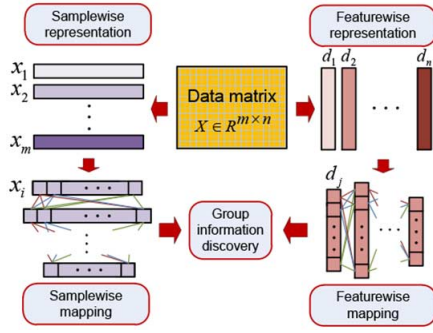 Samplewise
representation
Featurewise
representation
x₁
x₂
xₘ
Data matrix
X ∈ R^{m × n}
d₁ d₂ dₙ
xᵢ
dⱼ
Group
information
discovery
Samplewise
mapping
Featurewise
mapping